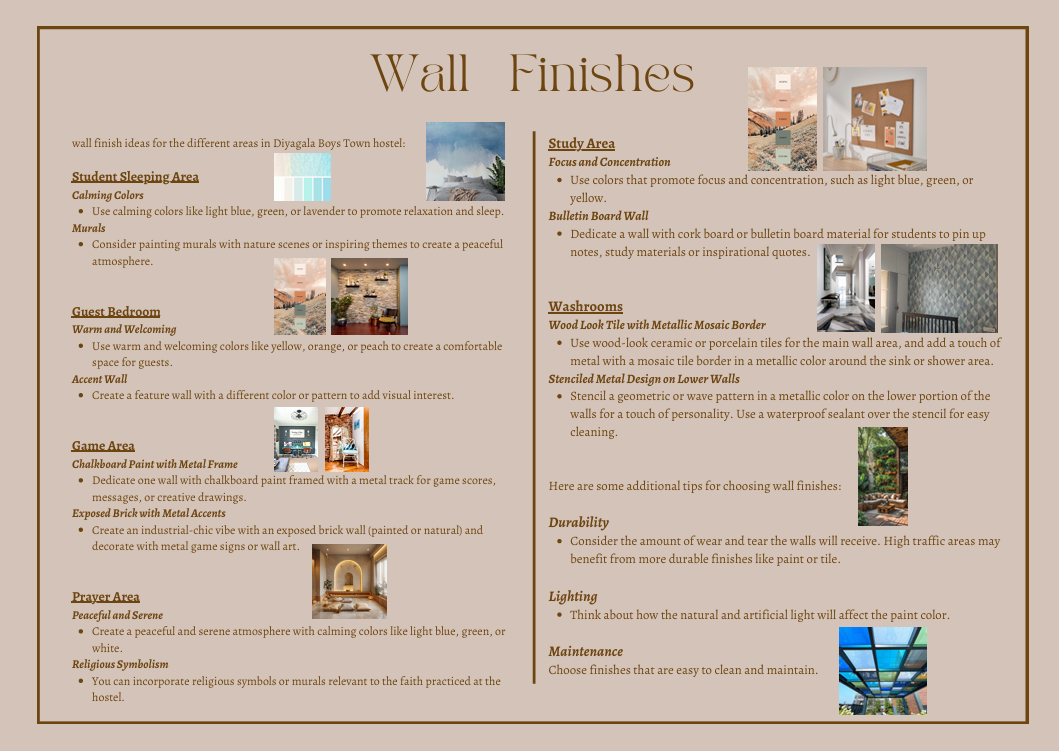 Wall Finishes
wall finish ideas for the different areas in Diyagala Boys Town hostel:
Student Sleeping Area
Calming Colors
• Use calming colors like light blue, green, or lavender to promote relaxation and sleep.
Murals
• Consider painting murals with nature scenes or inspiring themes to create a peaceful
atmosphere.
Guest Bedroom
Warm and Welcoming
• Use warm and welcoming colors like yellow, orange, or peach to create a comfortable
space for guests.
Accent Wall
• Create a feature wall with a different color or pattern to add visual interest.
Game Area
Chalkboard Paint with Metal Frame
• Dedicate one wall with chalkboard paint framed with a metal track for game scores,
messages, or creative drawings.
Exposed Brick with Metal Accents
• Create an industrial-chic vibe with an exposed brick wall (painted or natural) and
decorate with metal game signs or wall art.
Prayer Area
Peaceful and Serene
• Create a peaceful and serene atmosphere with calming colors like light blue, green, or
white.
Religious Symbolism
• You can incorporate religious symbols or murals relevant to the faith practiced at the
hostel.
Study Area
Focus and Concentration
• Use colors that promote focus and concentration, such as light blue, green, or
yellow.
Bulletin Board Wall
• Dedicate a wall with cork board or bulletin board material for students to pin up
notes, study materials or inspirational quotes.
Washrooms
Wood Look Tile with Metallic Mosaic Border
• Use wood-look ceramic or porcelain tiles for the main wall area, and add a touch of
metal with a mosaic tile border in a metallic color around the sink or shower area.
Stenciled Metal Design on Lower Walls
• Stencil a geometric or wave pattern in a metallic color on the lower portion of the
walls for a touch of personality. Use a waterproof sealant over the stencil for easy
cleaning.
Here are some additional tips for choosing wall finishes:
Durability
• Consider the amount of wear and tear the walls will receive. High traffic areas may
benefit from more durable finishes like paint or tile.
Lighting
• Think about how the natural and artificial light will affect the paint color.
Maintenance
Choose finishes that are easy to clean and maintain.